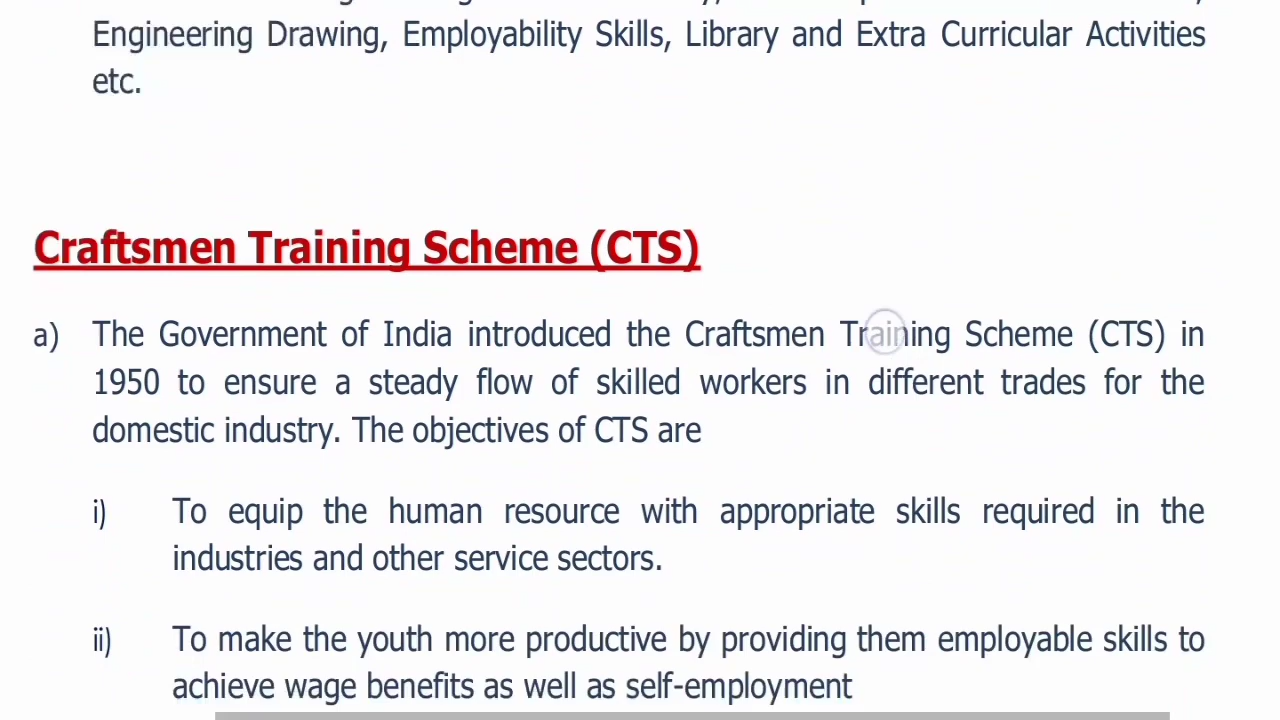 Engineering Drawing, Employability Skills, Library and Extra Curricular Activities
etc.
Craftsmen Training Scheme (CTS)
a) The Government of India introduced the Craftsmen Training Scheme (CTS) in
1950 to ensure a steady flow of skilled workers in different trades for the
domestic industry. The objectives of CTS are
i) To equip the human resource with appropriate skills required in the
industries and other service sectors.
ii) To make the youth more productive by providing them employable skills to
achieve wage benefits as well as self-employment